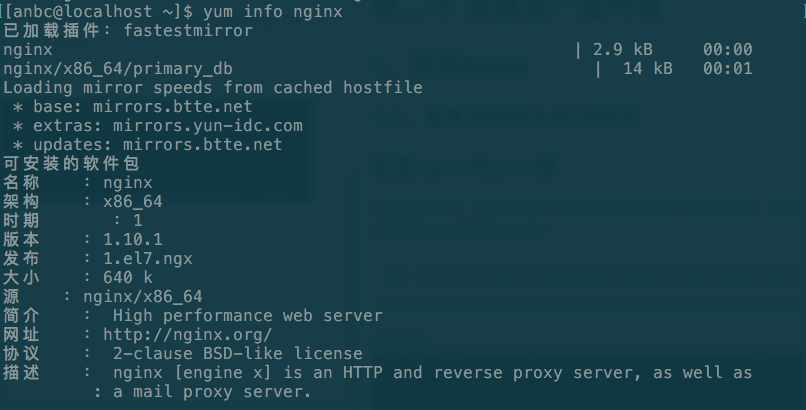 [[anbc@localhost ~]$ yum info nginx
已加载插件：fastestmirror
nginx | 2.9 kB 00:00
nginx/x86_64/primary_db | 14 kB 00:01
Loading mirror speeds from cached hostfile
* base: mirrors.btte.net
* extras: mirrors.yun-idc.com
* updates: mirrors.btte.net
可安装的软件包
名称 : nginx
架构 : x86_64
时期 : 1
版本 : 1.10.1
发布 : 1.el7.ngx
大小 : 640 k
源 : nginx/x86_64
简介 : High performance web server
网址 : http://nginx.org/
协议 : 2-clause BSD-like license
描述 : nginx [engine x] is an HTTP and reverse proxy server, as well as
: a mail proxy server.